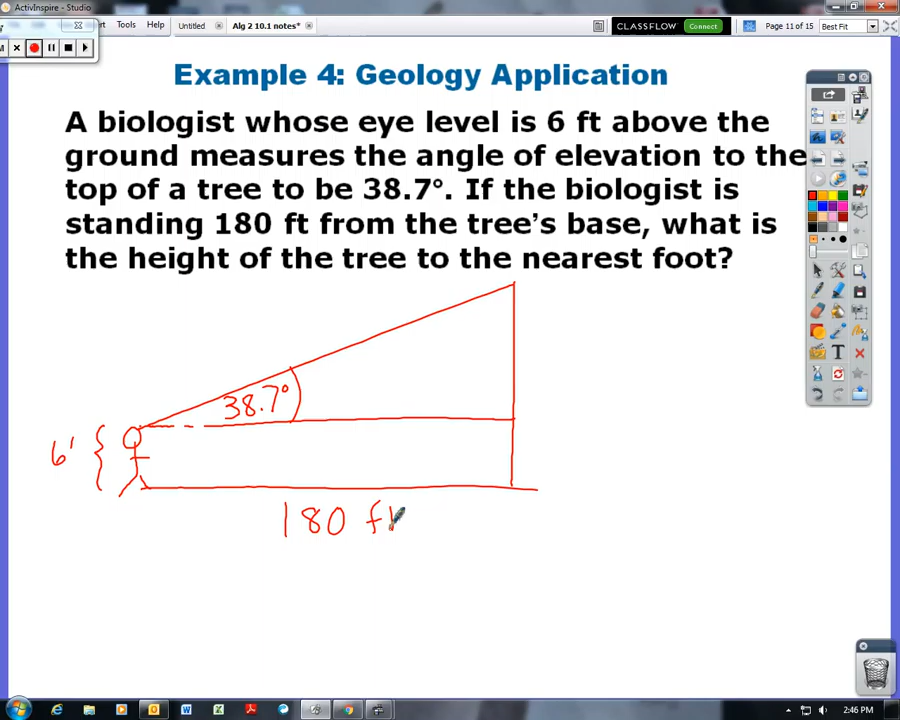 ActivInspire - Studio
Tools Help
Untitled
Alg 2 10.1 notes*
CLASSFLOW Connect
Page 11 of 15
Best Fit
Example 4: Geology Application
A biologist whose eye level is 6 ft above the
ground measures the angle of elevation to the
top of a tree to be 38.7°. If the biologist is
standing 180 ft from the tree's base, what is
the height of the tree to the nearest foot?
38.7°
6'
180 ft
2:46 PM